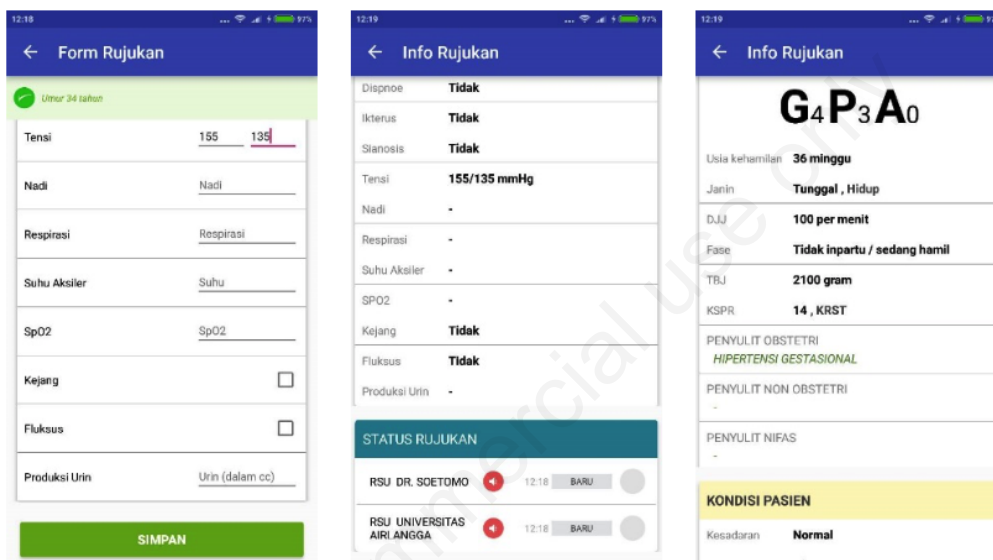 12:18
... 97%
Form Rujukan
Umur 34 tahun
Tensi 155 135
Nadi Nadi
Respirasi Respirasi
Suhu Aksiler Suhu
SpO2 SpO2
Kejang
Fluksus
Produksi Urin Urin (dalam cc)
SIMPAN
12:19
... 97%
Info Rujukan
Dispnoe Tidak
Ikterus Tidak
Sianosis Tidak
Tensi 155/135 mmHg
Nadi -
Respirasi -
Suhu Aksiler -
SPO2 -
Kejang Tidak
Fluksus Tidak
Produksi Urin -
STATUS RUJUKAN
RSU DR. SOETOMO 12:18 BARU
RSU UNIVERSITAS
AIRLANGGA 12:18 BARU
12:19
...
Info Rujukan
G4P3A0
Usia kehamilan 36 minggu
Janin Tunggal , Hidup
DJJ 100 per menit
Fase Tidak inpartu / sedang hamil
TBJ 2100 gram
KSPR 14 , KRST
PENYULIT OBSTETRI
HIPERTENSI GESTASIONAL
PENYULIT NON OBSTETRI
-
PENYULIT NIFAS
-
KONDISI PASIEN
Kesadaran Normal
mmercial use